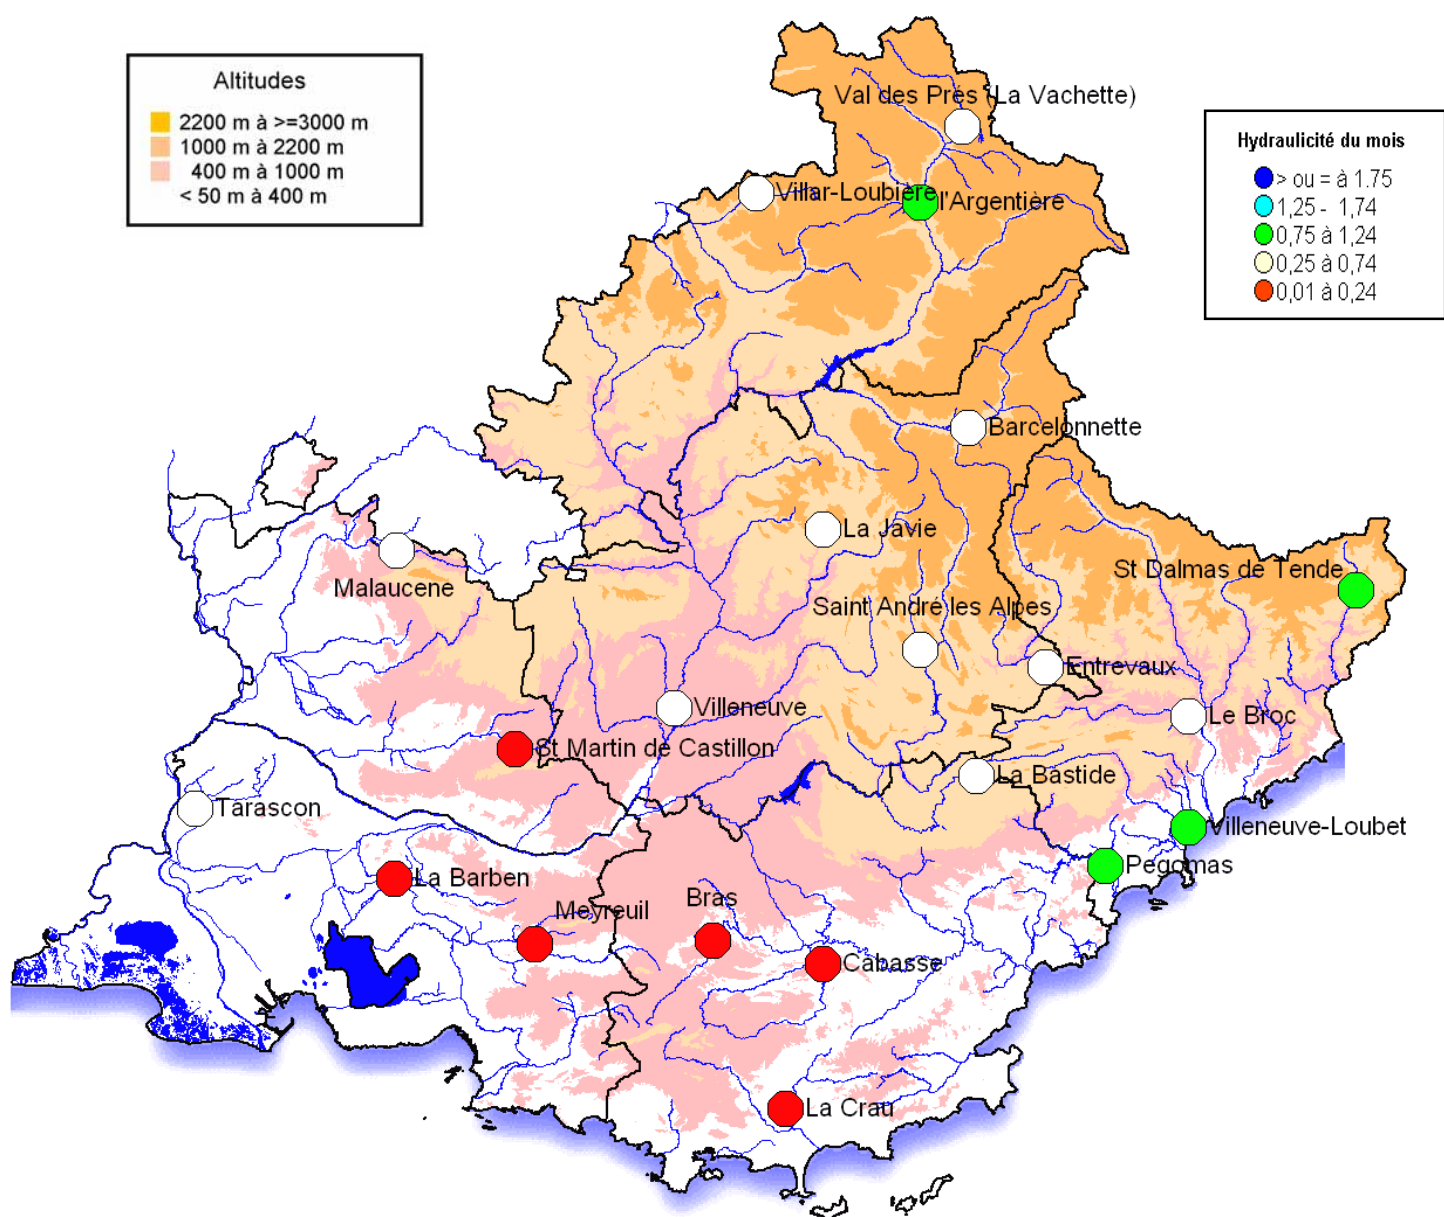 Altitudes
2200 m à >=3000 m
1000 m à 2200 m
400 m à 1000 m
< 50 m à 400 m
Hydraulicité du mois
> ou = à 1.75
1,25 - 1,74
0,75 à 1,24
0,25 à 0,74
0,01 à 0,24
Val des Prés (La Vachette)
Villar-Loubière
l'Argentière
Barcelonnette
La Javie
Malaucene
St Dalmas de Tende
Saint André les Alpes
Entrevaux
Villeneuve
Le Broc
St Martin de Castillon
La Bastide
Tarascon
Villeneuve-Loubet
Pegomas
La Barben
Bras
Meyreuil
Cabasse
La Crau